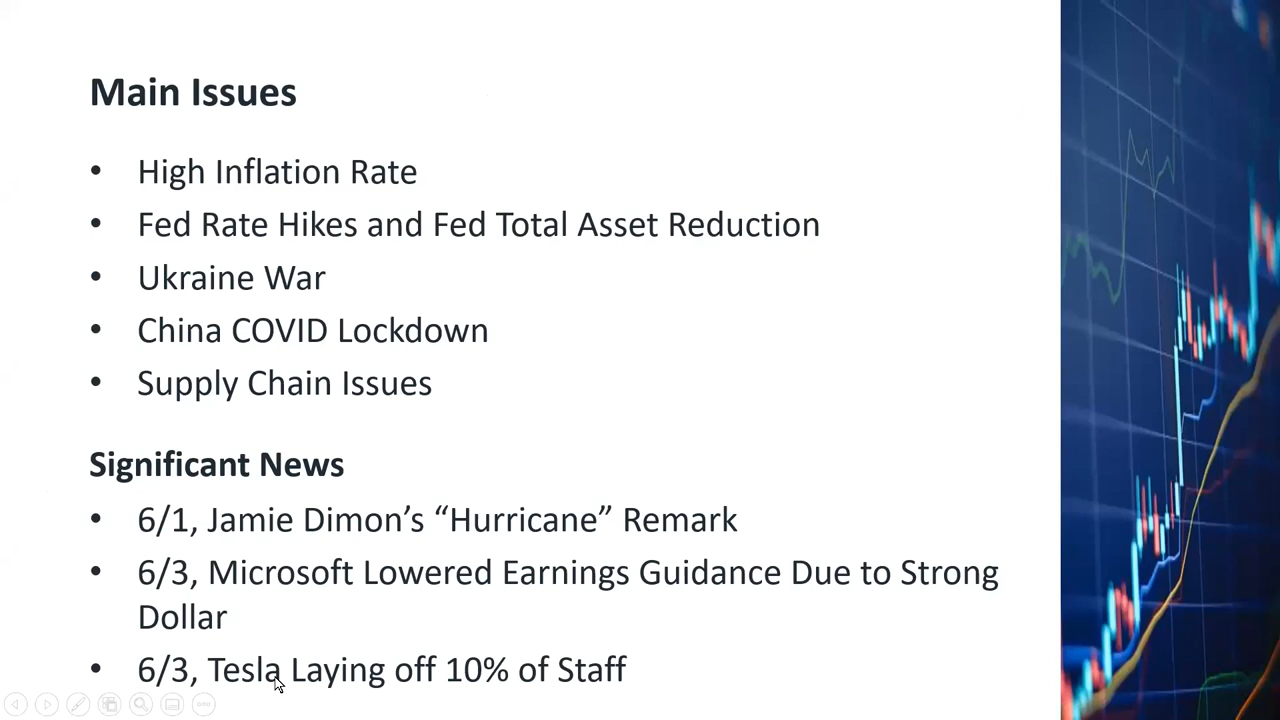 Main Issues
• High Inflation Rate
• Fed Rate Hikes and Fed Total Asset Reduction
• Ukraine War
• China COVID Lockdown
• Supply Chain Issues
Significant News
• 6/1, Jamie Dimon’s “Hurricane” Remark
• 6/3, Microsoft Lowered Earnings Guidance Due to Strong
Dollar
• 6/3, Tesla Laying off 10% of Staff